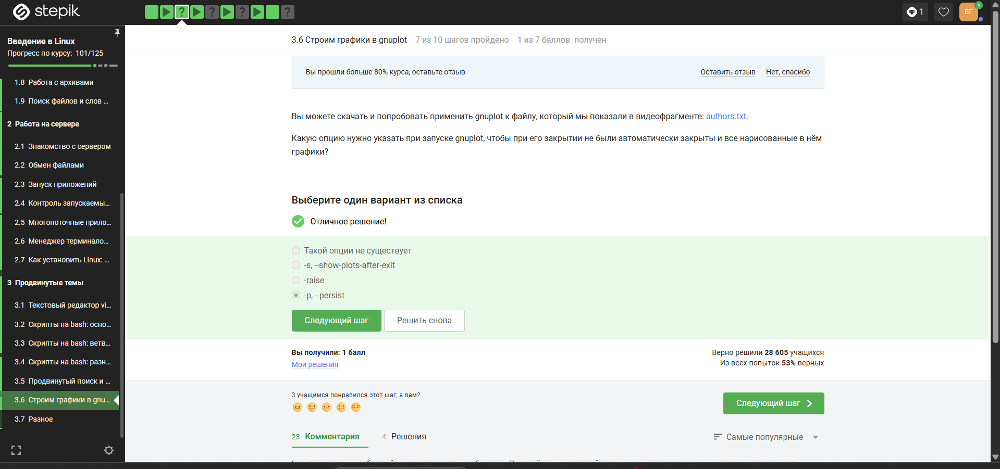 stepik
?
?
?
?
1
ЕГ
1
Введение в Linux
Прогресс по курсу: 101/125
1.8 Работа с архивами
1.9 Поиск файлов и слов ...
2 Работа на сервере
2.1 Знакомство с сервером
2.2 Обмен файлами
2.3 Запуск приложений
2.4 Контроль запускаемы...
2.5 Многопоточные прило...
2.6 Менеджер терминало...
2.7 Как установить Linux: ...
3 Продвинутые темы
3.1 Текстовый редактор vi...
3.2 Скрипты на bash: осно...
3.3 Скрипты на bash: ветв...
3.4 Скрипты на bash: разн...
3.5 Продвинутый поиск и ...
3.6 Строим графики в gnu...
3.7 Разное
3.6 Строим графики в gnuplot 7 из 10 шагов пройдено 1 из 7 баллов получен
Вы прошли больше 80% курса, оставьте отзыв
Оставить отзыв Нет, спасибо
Вы можете скачать и попробовать применить gnuplot к файлу, который мы показали в видеофрагменте: authors.txt.
Какую опцию нужно указать при запуске gnuplot, чтобы при его закрытии не были автоматически закрыты и все нарисованные в нём
графики?
Выберите один вариант из списка
Отличное решение!
Такой опции не существует
-s, --show-plots-after-exit
-raise
-p, --persist
Следующий шаг Решить снова
Вы получили: 1 балл
Мои решения
Верно решили 28 605 учащихся
Из всех попыток 53% верных
3 учащимся понравился этот шаг, а вам?
Следующий шаг
23 Комментария 4 Решения Самые популярные